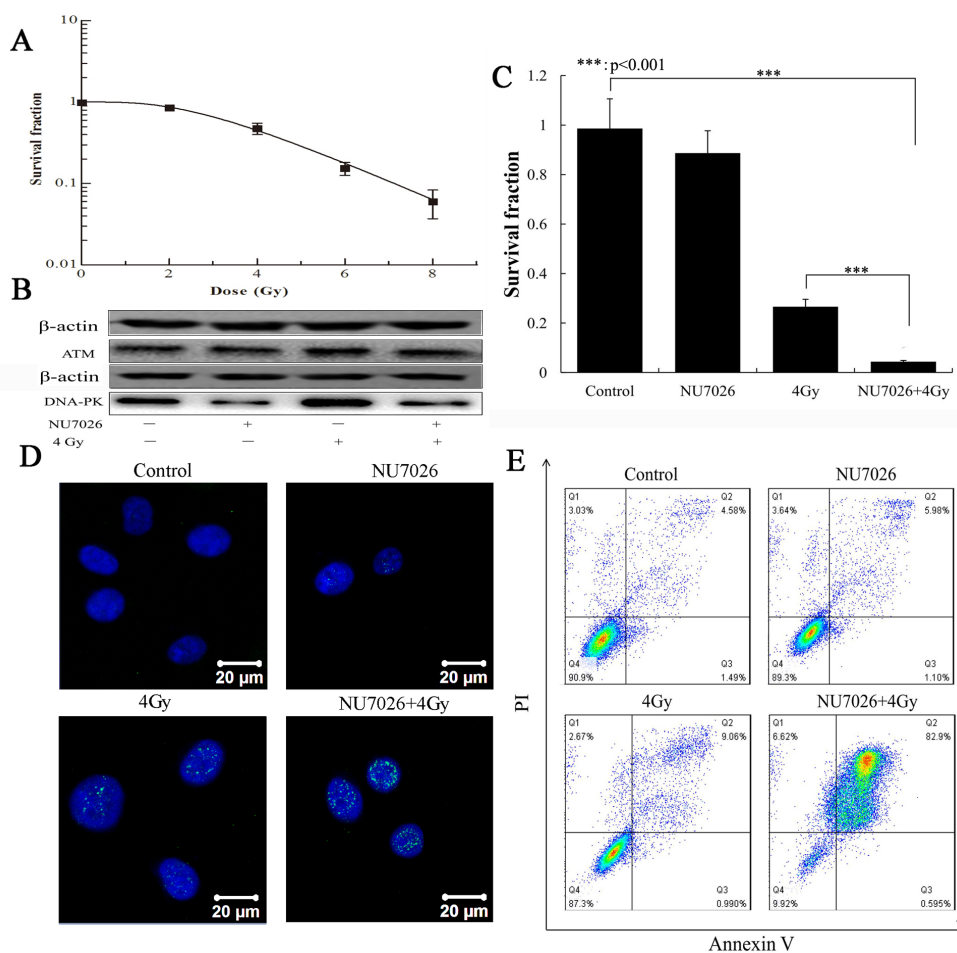 A
10
1
0.1
0.01
Survival fraction
0
2
4
6
8
Dose (Gy)
B
β-actin
ATM
β-actin
DNA-PK
NU7026 — + — +
4 Gy — — + +
C
***: p<0.001
***
***
1.2
1
0.8
0.6
0.4
0.2
0
Survival fraction
Control
NU7026
4Gy
NU7026+4Gy
D
Control
NU7026
20 μm
20 μm
4Gy
NU7026+4Gy
20 μm
20 μm
E
Control
NU7026
Q1
3.03%
Q2
4.58%
Q4
90.9%
Q3
1.49%
Q1
3.64%
Q2
5.98%
Q4
89.3%
Q3
1.10%
4Gy
NU7026+4Gy
Q1
2.67%
Q2
9.06%
Q4
87.3%
Q3
0.990%
Q1
6.62%
Q2
82.9%
Q4
9.92%
Q3
0.595%
PI
Annexin V